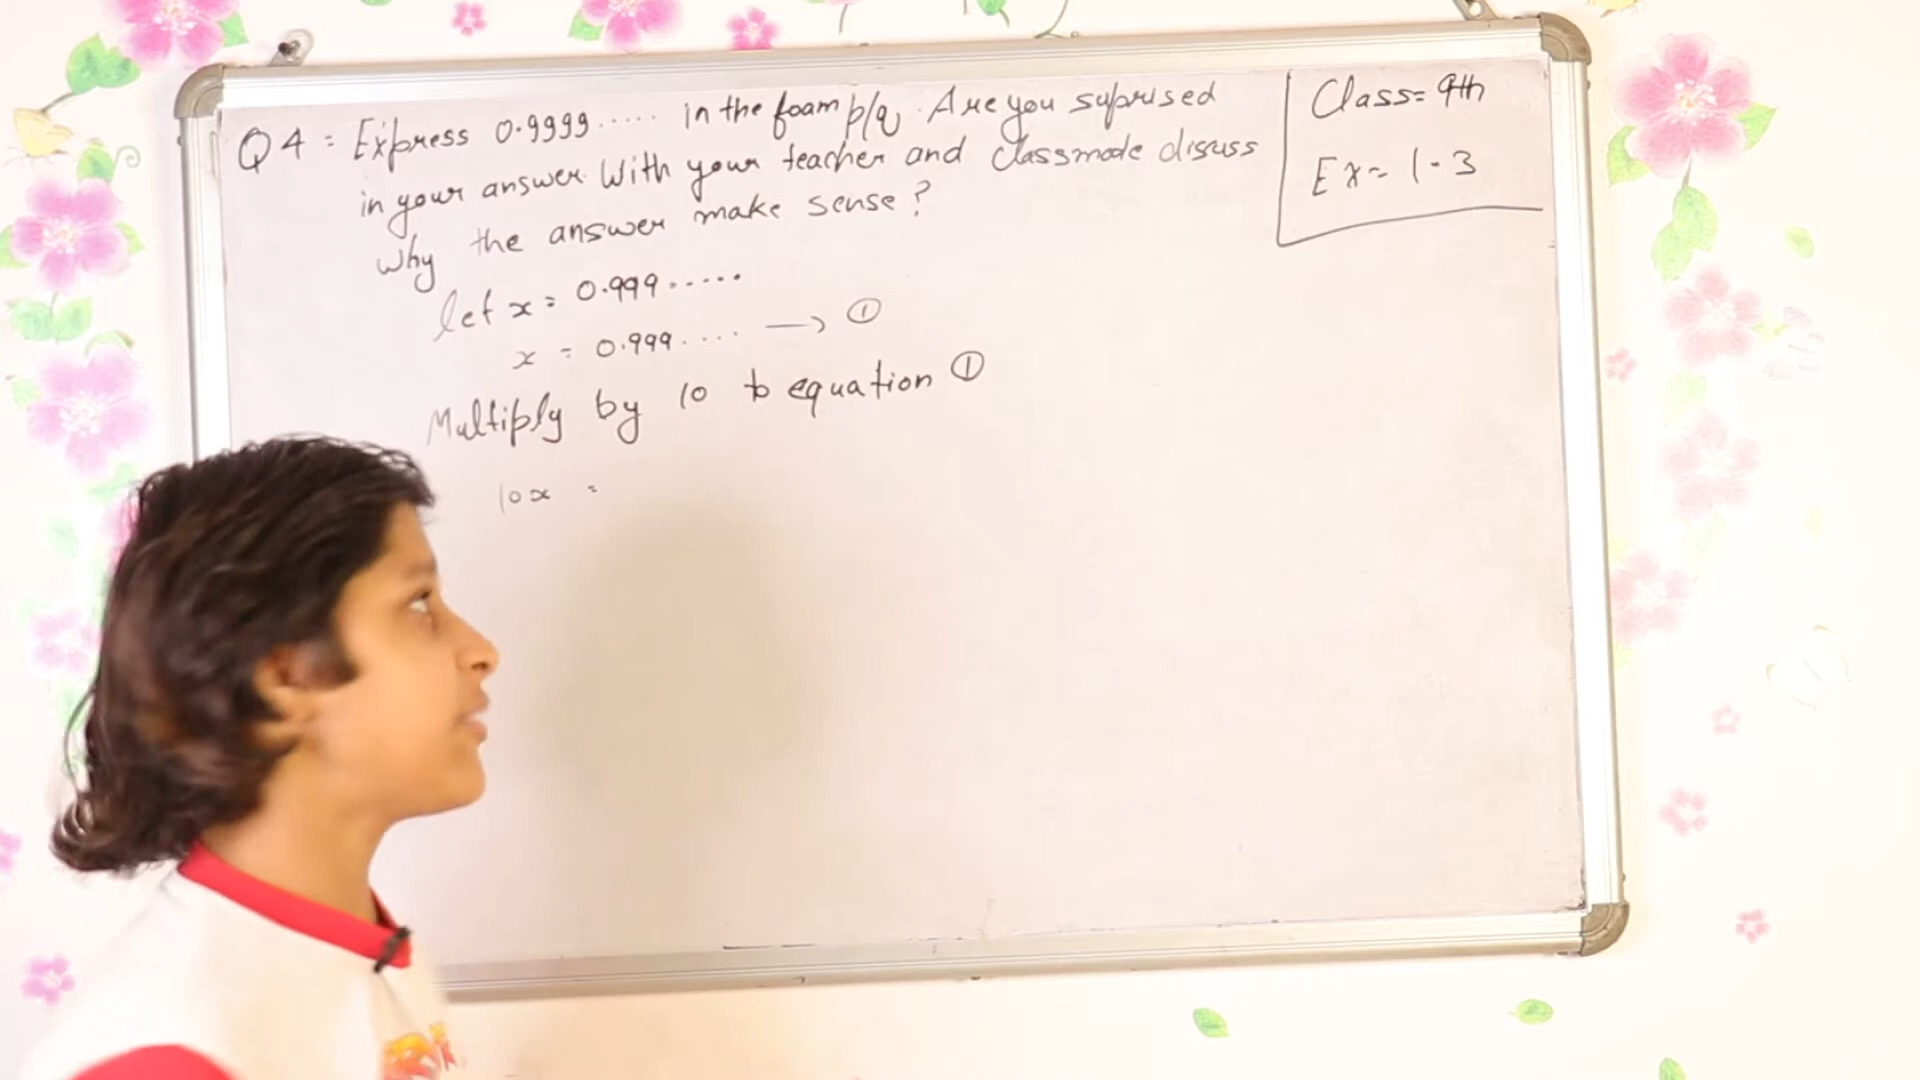 Q4 = Express 0.9999..... in the foam p/q. Are you suprised
in your answer. With your teacher and classmade disuss
why the answer make sense?
let x = 0.999.....
x = 0.999.... → ①
Multiply by 10 to equation ①
10x =
Class = 9th
Ex = 1.3